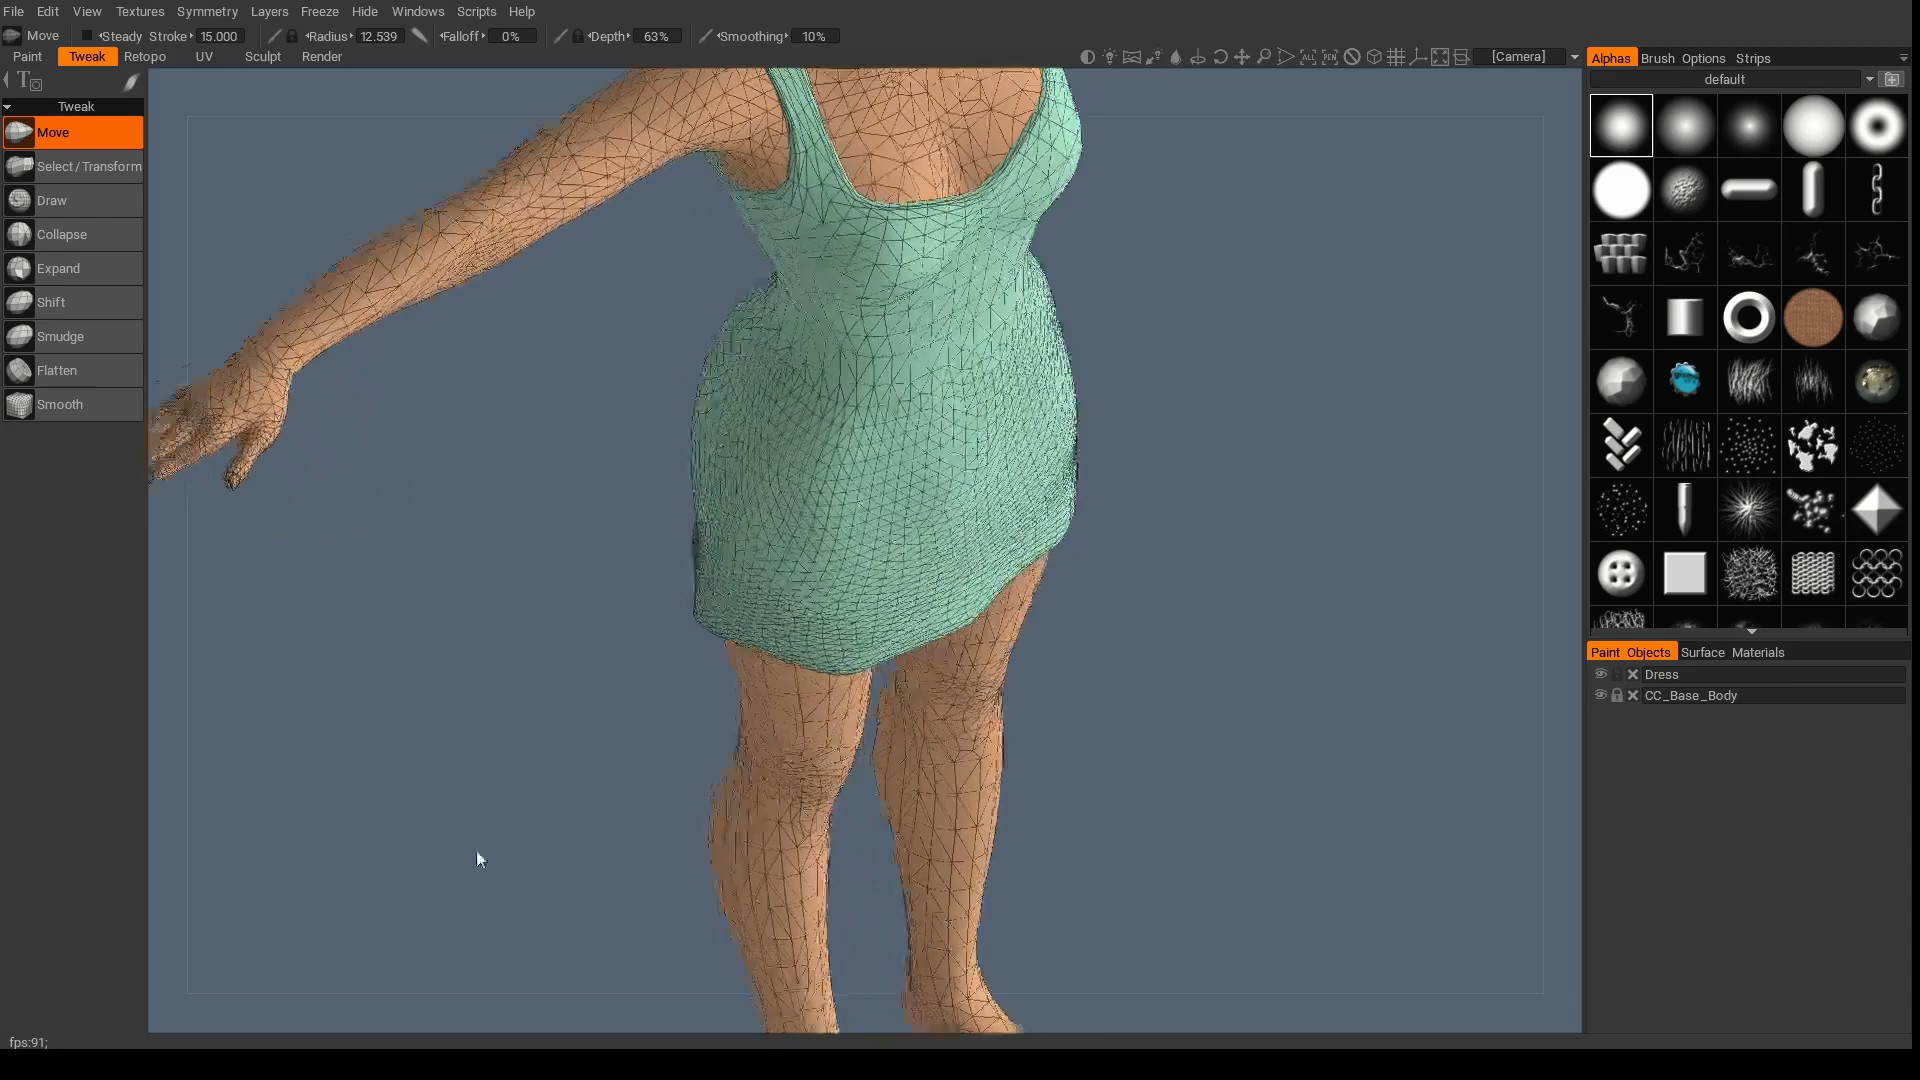 File Edit View Textures Symmetry Layers Freeze Hide Windows Scripts Help
Move Steady Stroke 15.000 Radius 12.539 Falloff 0% Depth 63% Smoothing 10%
Paint Tweak Retopo UV Sculpt Render [Camera]
Alphas Brush Options Strips
default
Tweak
Move
Select/Transform
Draw
Collapse
Expand
Shift
Smudge
Flatten
Smooth
Paint Objects Surface Materials
Dress
CC_Base_Body
fps:91;